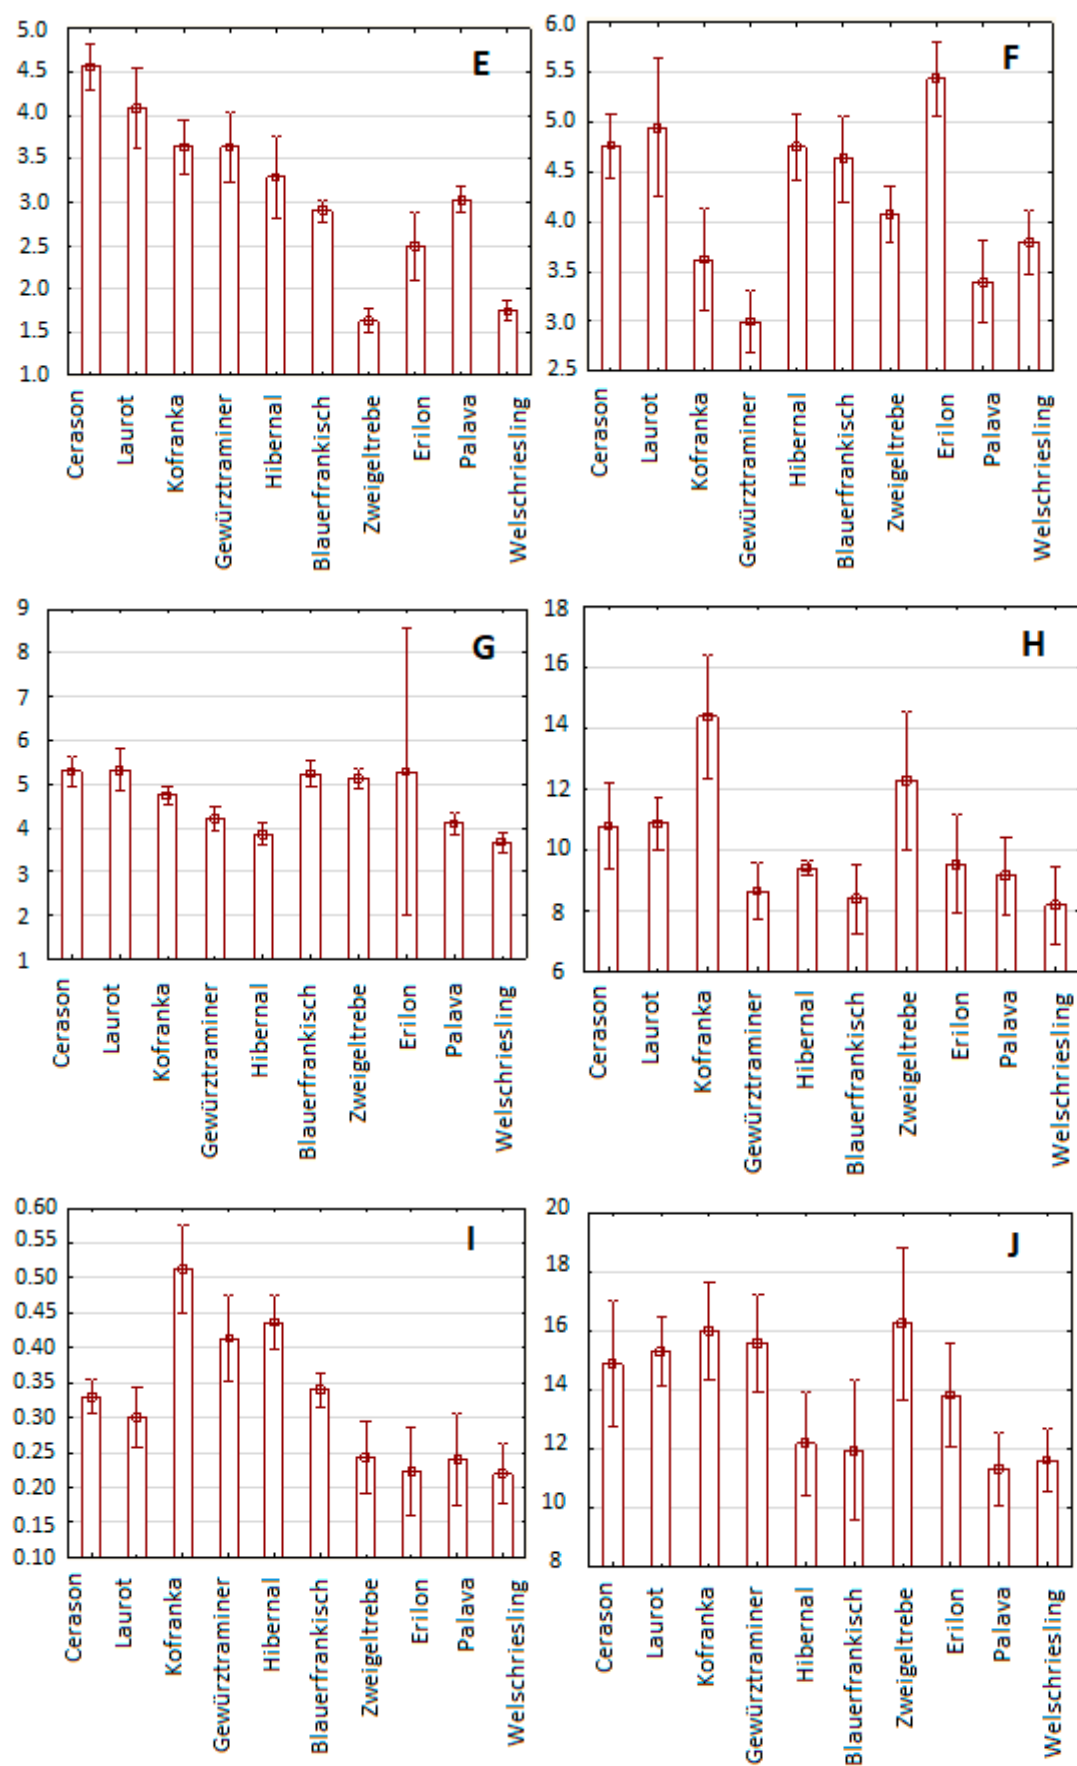 E
5.0
4.5
4.0
3.5
3.0
2.5
2.0
1.5
1.0
Cerason
Laurot
Kofranka
Gewürztraminer
Hibernal
Blauerfrankisch
Zweigeltrebe
Erilon
Palava
Welschriesling
F
6.0
5.5
5.0
4.5
4.0
3.5
3.0
2.5
Cerason
Laurot
Kofranka
Gewürztraminer
Hibernal
Blauerfrankisch
Zweigeltrebe
Erilon
Palava
Welschriesling
G
9
8
7
6
5
4
3
2
1
Cerason
Laurot
Kofranka
Gewürztraminer
Hibernal
Blauerfrankisch
Zweigeltrebe
Erilon
Palava
Welschriesling
H
18
16
14
12
10
8
6
Cerason
Laurot
Kofranka
Gewürztraminer
Hibernal
Blauerfrankisch
Zweigeltrebe
Erilon
Palava
Welschriesling
I
0.60
0.55
0.50
0.45
0.40
0.35
0.30
0.25
0.20
0.15
0.10
Cerason
Laurot
Kofranka
Gewürztraminer
Hibernal
Blauerfrankisch
Zweigeltrebe
Erilon
Palava
Welschriesling
J
20
18
16
14
12
10
8
Cerason
Laurot
Kofranka
Gewürztraminer
Hibernal
Blauerfrankisch
Zweigeltrebe
Erilon
Palava
Welschriesling